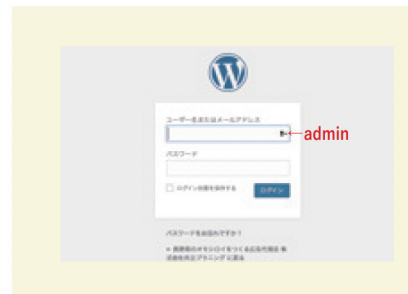 ユーザー名またはメールアドレス
admin
パスワード
ログイン状態を保存する
ログイン
パスワードをお忘れですか ?